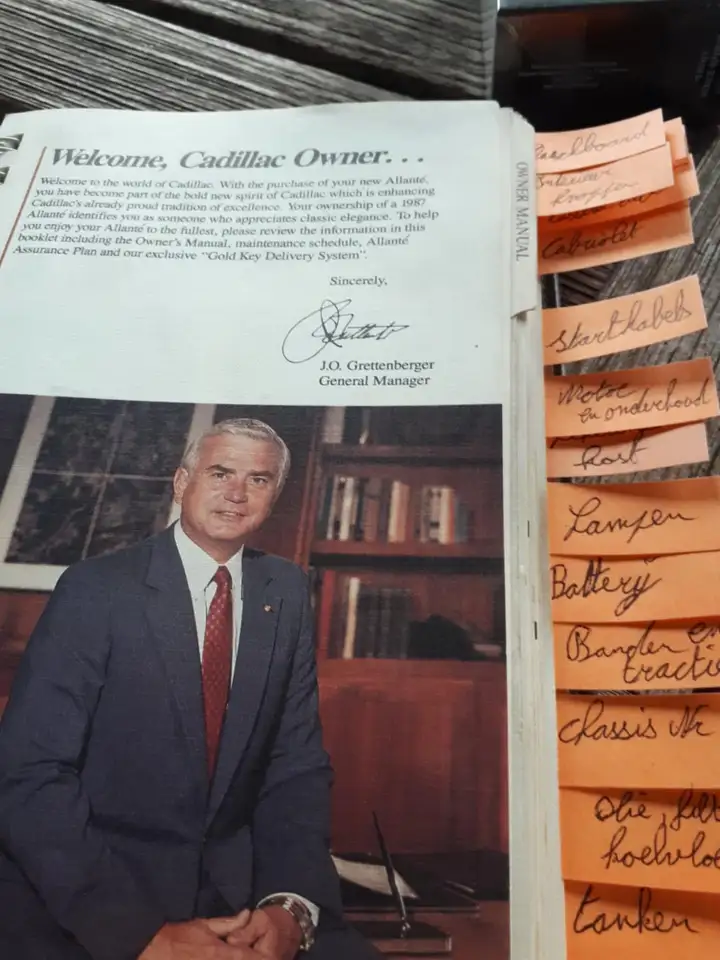 Welcome, Cadillac Owner. . .
Welcome to the world of Cadillac. With the purchase of your new Allanté,
you have become part of the bold new spirit of Cadillac which is enhancing
Cadillac's already proud tradition of excellence. Your ownership of a 1987
Allanté identifies you as someone who appreciates classic elegance. To help
you enjoy your Allanté to the fullest, please review the information in this
booklet including the Owner's Manual, maintenance schedule, Allanté
Assurance Plan and our exclusive "Gold Key Delivery System".
Sincerely,
J.O. Grettenberger
General Manager
OWNER MANUAL
Interieur
knoppen
Cabriolet
startkabels
Motor
en onderhoud
Lampen
Battery
Banden en
tracti
chassis Nr
olie,
koelvlo
tanken